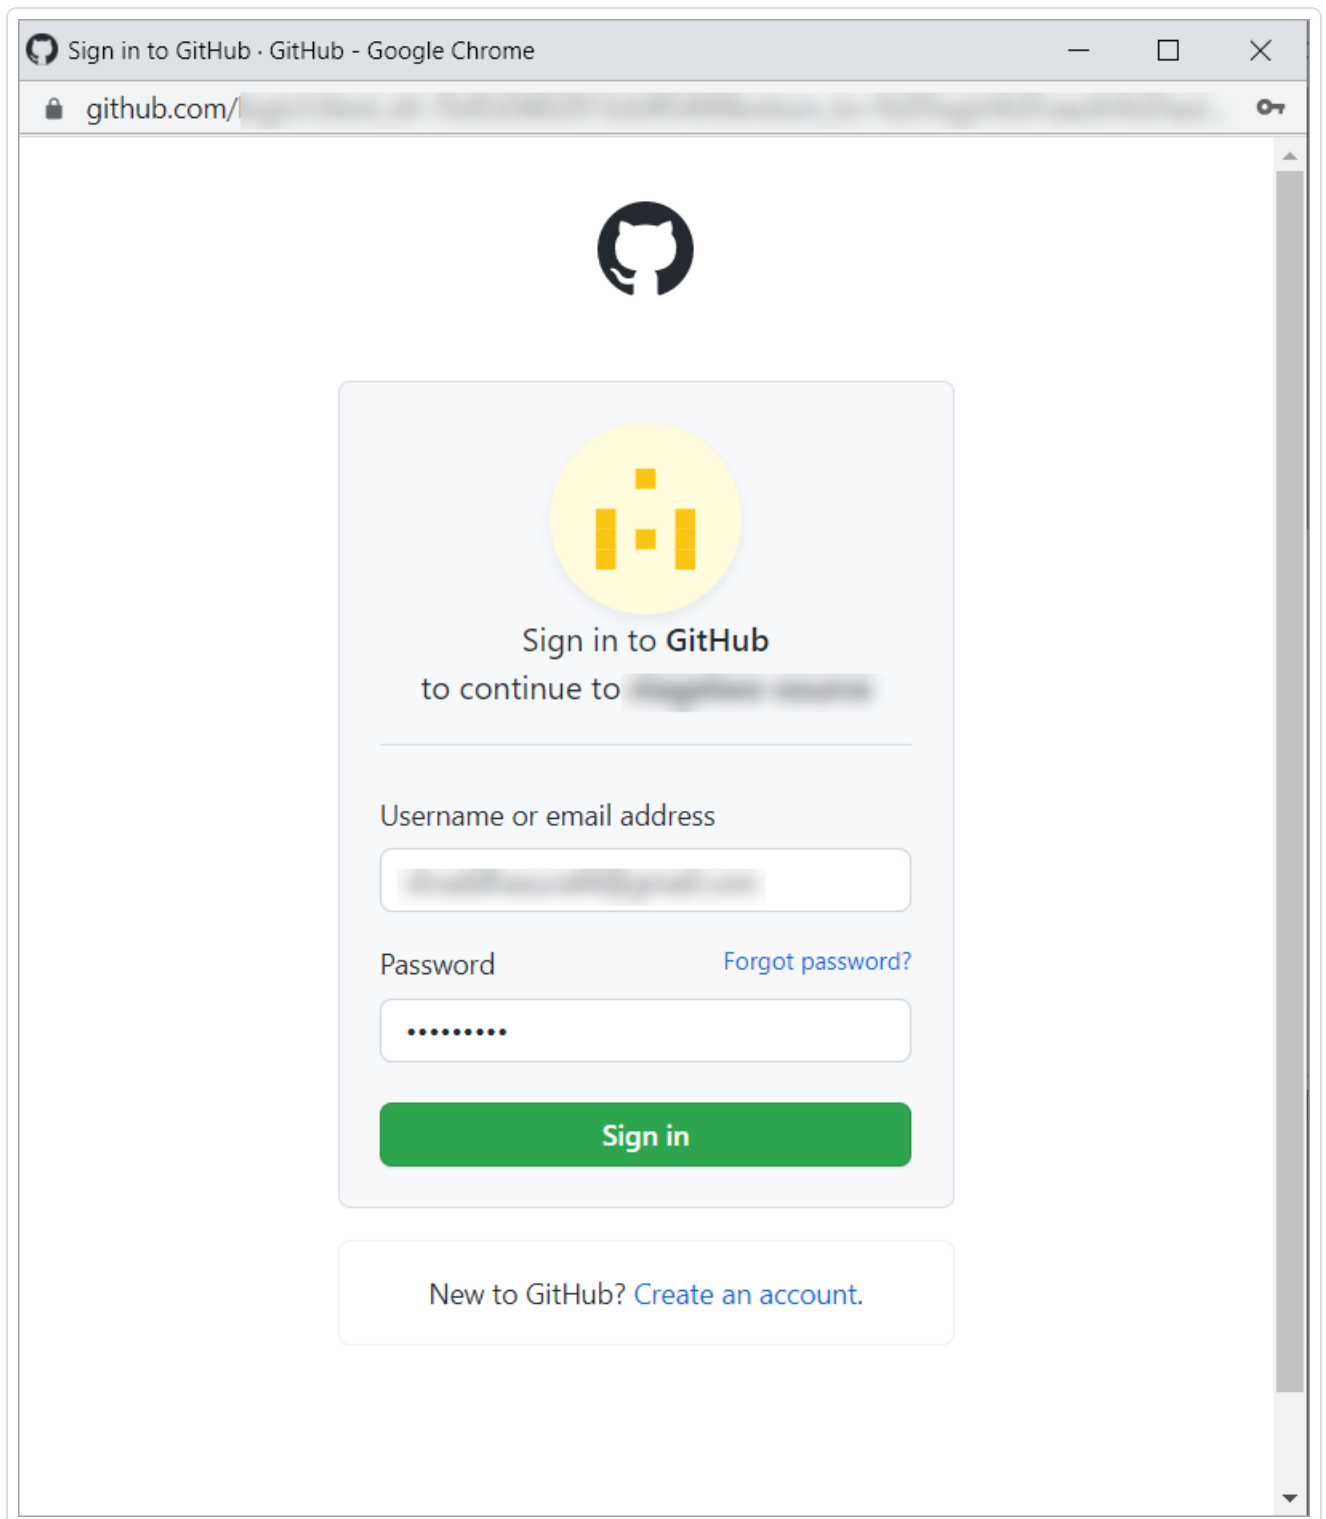 Sign in to GitHub · GitHub - Google Chrome
github.com/
Sign in to GitHub
to continue to
Username or email address
Password
Forgot password?
•••••••••
Sign in
New to GitHub? Create an account.